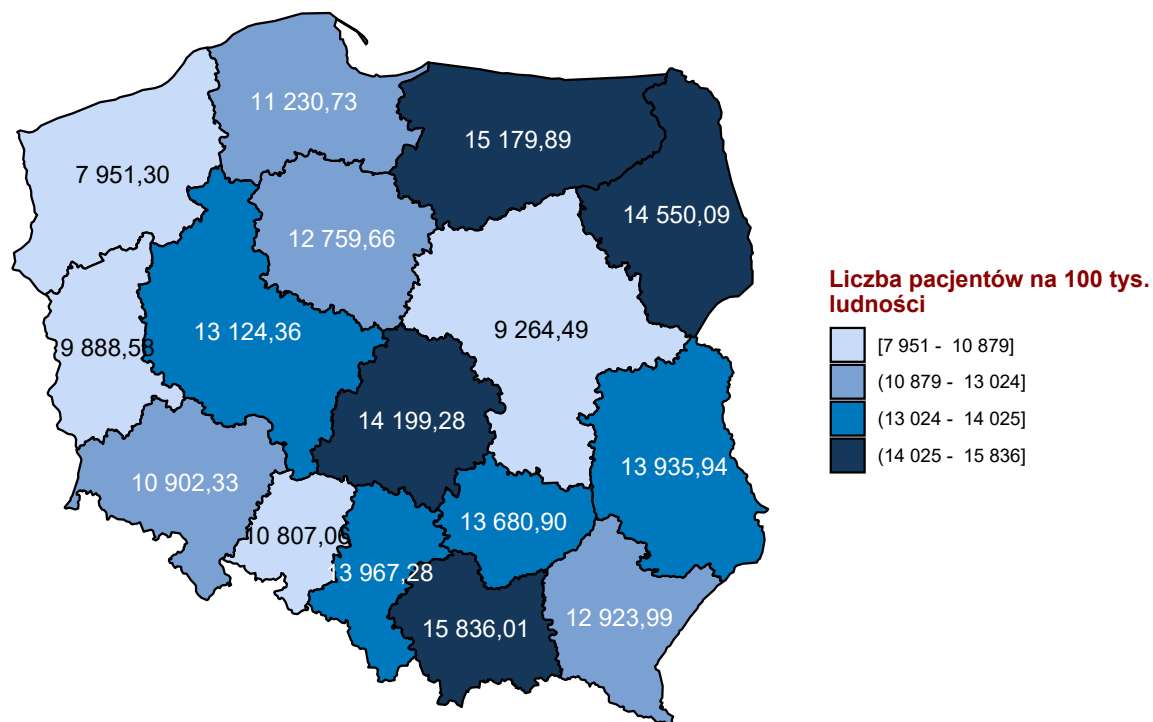 11 230,73
15 179,89
7 951,30
14 550,09
12 759,66
13 124,36
9 264,49
9 888,58
14 199,28
13 935,94
10 902,33
13 680,90
10 807,06
13 967,28
12 923,99
15 836,01
Liczba pacjentów na 100 tys.
ludności
[7 951 - 10 879]
(10 879 - 13 024]
(13 024 - 14 025]
(14 025 - 15 836]